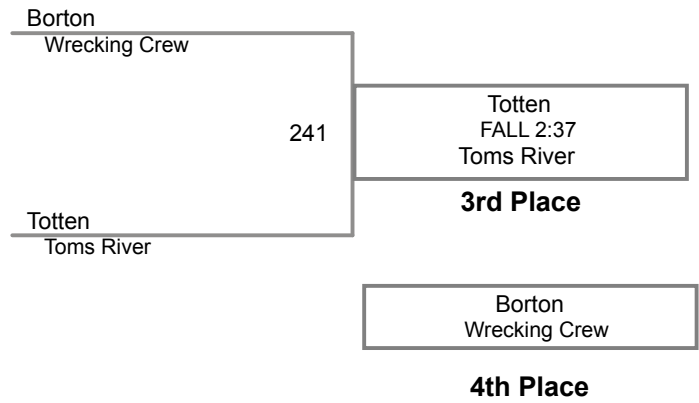 Borton
Wrecking Crew
241
Totten
FALL 2:37
Toms River
3rd Place
Totten
Toms River
Borton
Wrecking Crew
4th Place